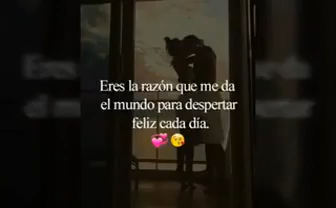 Eres la razón que me da
el mundo para despertar
feliz cada día.
💞😘